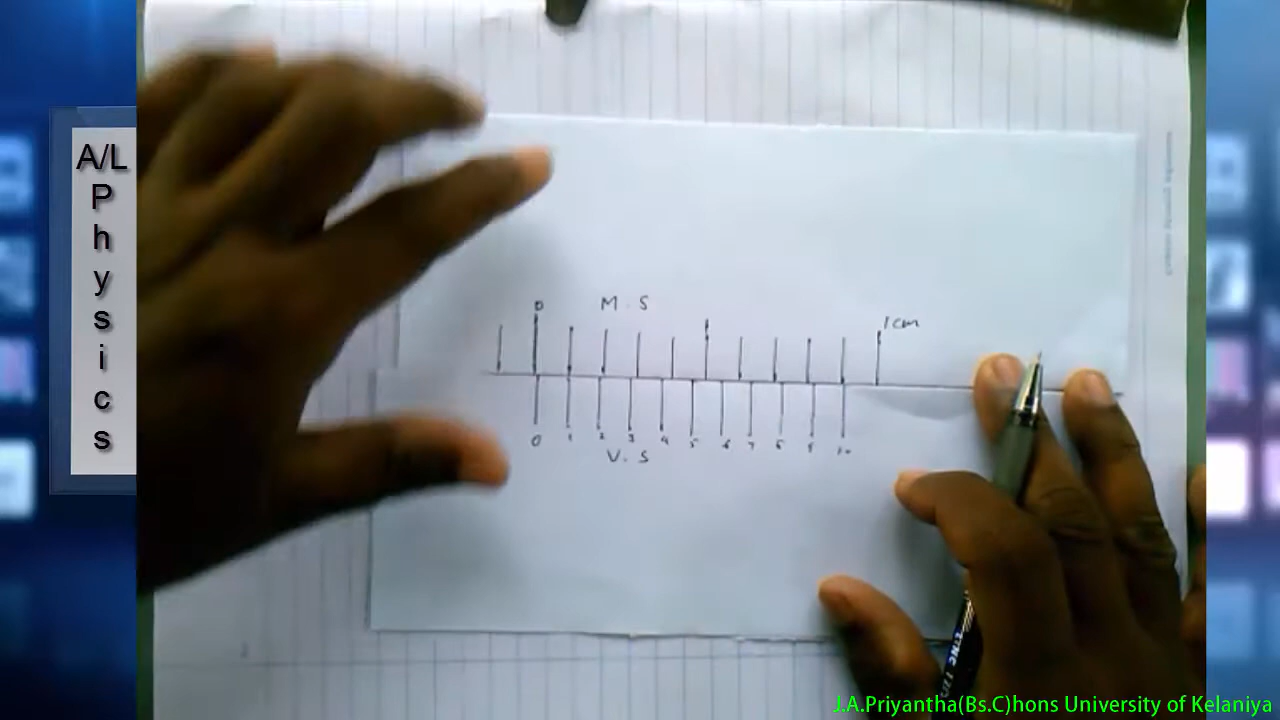 A/L
Physics
0 M.S
1cm
0 1 2 3 4 5 6 7 8 9 10
V.S
J.A.Priyantha(Bs.C)hons University of Kelaniya